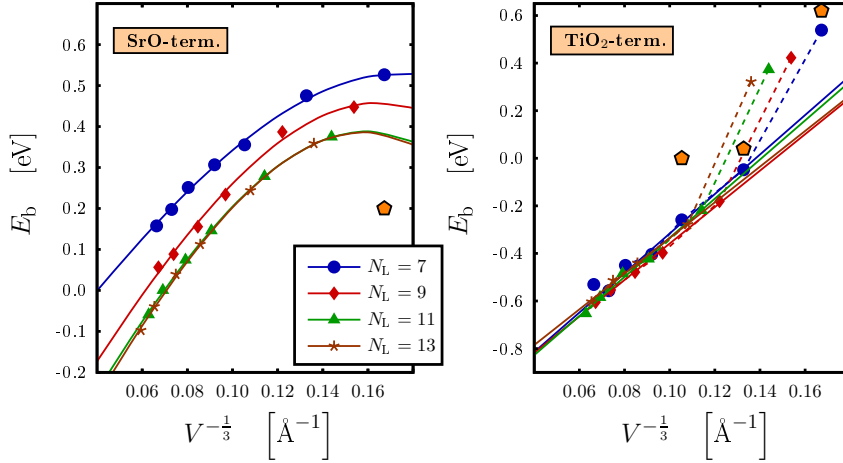 SrO-term.
0.6
0.5
0.4
0.3
0.2
0.1
0.0
-0.1
-0.2
E_b [eV]
0.06 0.08 0.10 0.12 0.14 0.16
V^{-1/3} [Å^{-1}]
N_L = 7
N_L = 9
N_L = 11
N_L = 13
TiO₂-term.
0.6
0.4
0.2
0.0
-0.2
-0.4
-0.6
-0.8
E_b [eV]
0.06 0.08 0.10 0.12 0.14 0.16
V^{-1/3} [Å^{-1}]